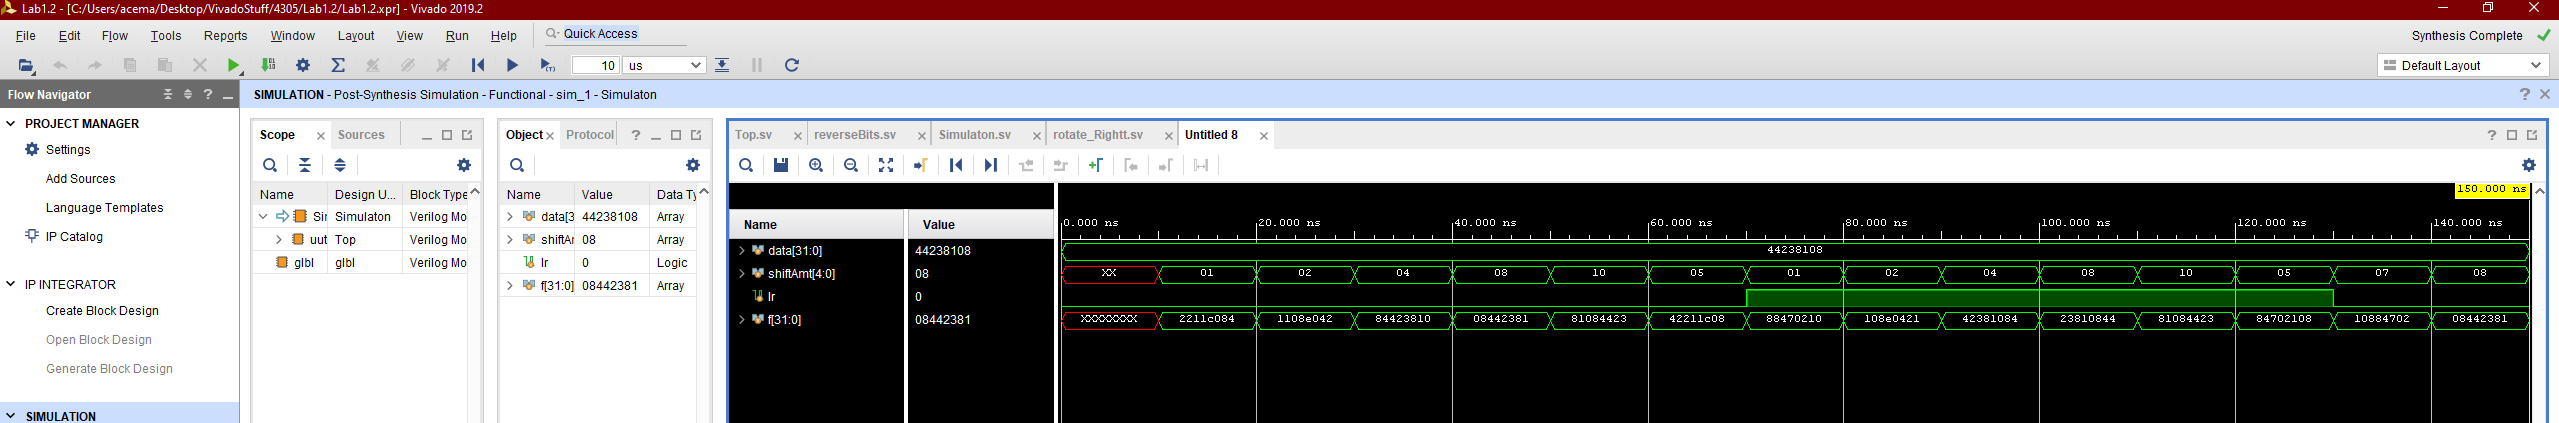 Lab1.2 - [C:/Users/acema/Desktop/VivadoStuff/4305/Lab1.2/Lab1.2.xpr] - Vivado 2019.2
File Edit Flow Tools Reports Window Layout View Run Help Quick Access Synthesis Complete
10 us Default Layout
Flow Navigator SIMULATION - Post-Synthesis Simulation - Functional - sim_1 - Simulaton
PROJECT MANAGER
Settings
Add Sources
Language Templates
IP Catalog
IP INTEGRATOR
Create Block Design
Open Block Design
Generate Block Design
SIMULATION
Scope Sources
Name Design U... Block Type
Sir Simulaton Verilog Mo
uut Top Verilog Mo
glbl glbl Verilog Mo
Object Protocol
Name Value Data Ty
data[3 44238108 Array
shiftAr 08 Array
lr 0 Logic
f[31:0] 08442381 Array
Top.sv reverseBits.sv Simulaton.sv rotate_Rightt.sv Untitled 8
150.000 ns
Name Value 0.000 ns 20.000 ns 40.000 ns 60.000 ns 80.000 ns 100.000 ns 120.000 ns 140.000 ns
data[31:0] 44238108 44238108
shiftAmt[4:0] 08 XX 01 02 04 08 10 05 01 02 04 08 10 05 07 08
lr 0
f[31:0] 08442381 XXXXXXXX 2211c084 1108e042 84423810 08442381 81084423 42211c08 88470210 108e0421 42381084 23810844 81084423 84702108 10884702 08442381